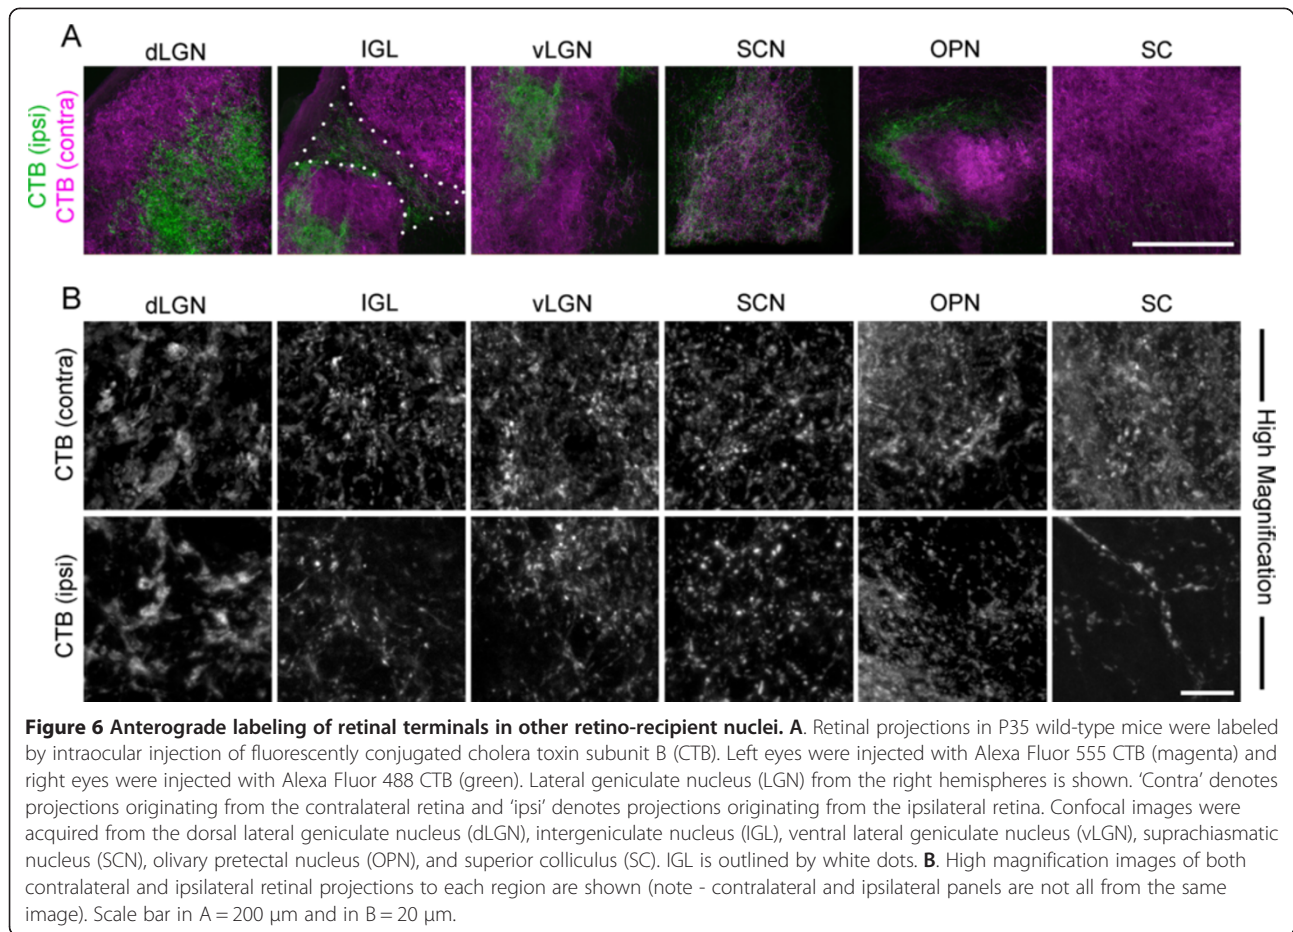 A
dLGN IGL vLGN SCN OPN SC
CTB (ipsi)
CTB (contra)
B
dLGN IGL vLGN SCN OPN SC
CTB (contra)
CTB (ipsi)
High Magnification
Figure 6 Anterograde labeling of retinal terminals in other retino-recipient nuclei. A. Retinal projections in P35 wild-type mice were labeled
by intraocular injection of fluorescently conjugated cholera toxin subunit B (CTB). Left eyes were injected with Alexa Fluor 555 CTB (magenta) and
right eyes were injected with Alexa Fluor 488 CTB (green). Lateral geniculate nucleus (LGN) from the right hemispheres is shown. ‘Contra’ denotes
projections originating from the contralateral retina and ‘ipsi’ denotes projections originating from the ipsilateral retina. Confocal images were
acquired from the dorsal lateral geniculate nucleus (dLGN), intergeniculate nucleus (IGL), ventral lateral geniculate nucleus (vLGN), suprachiasmatic
nucleus (SCN), olivary pretectal nucleus (OPN), and superior colliculus (SC). IGL is outlined by white dots. B. High magnification images of both
contralateral and ipsilateral retinal projections to each region are shown (note - contralateral and ipsilateral panels are not all from the same
image). Scale bar in A = 200 μm and in B = 20 μm.